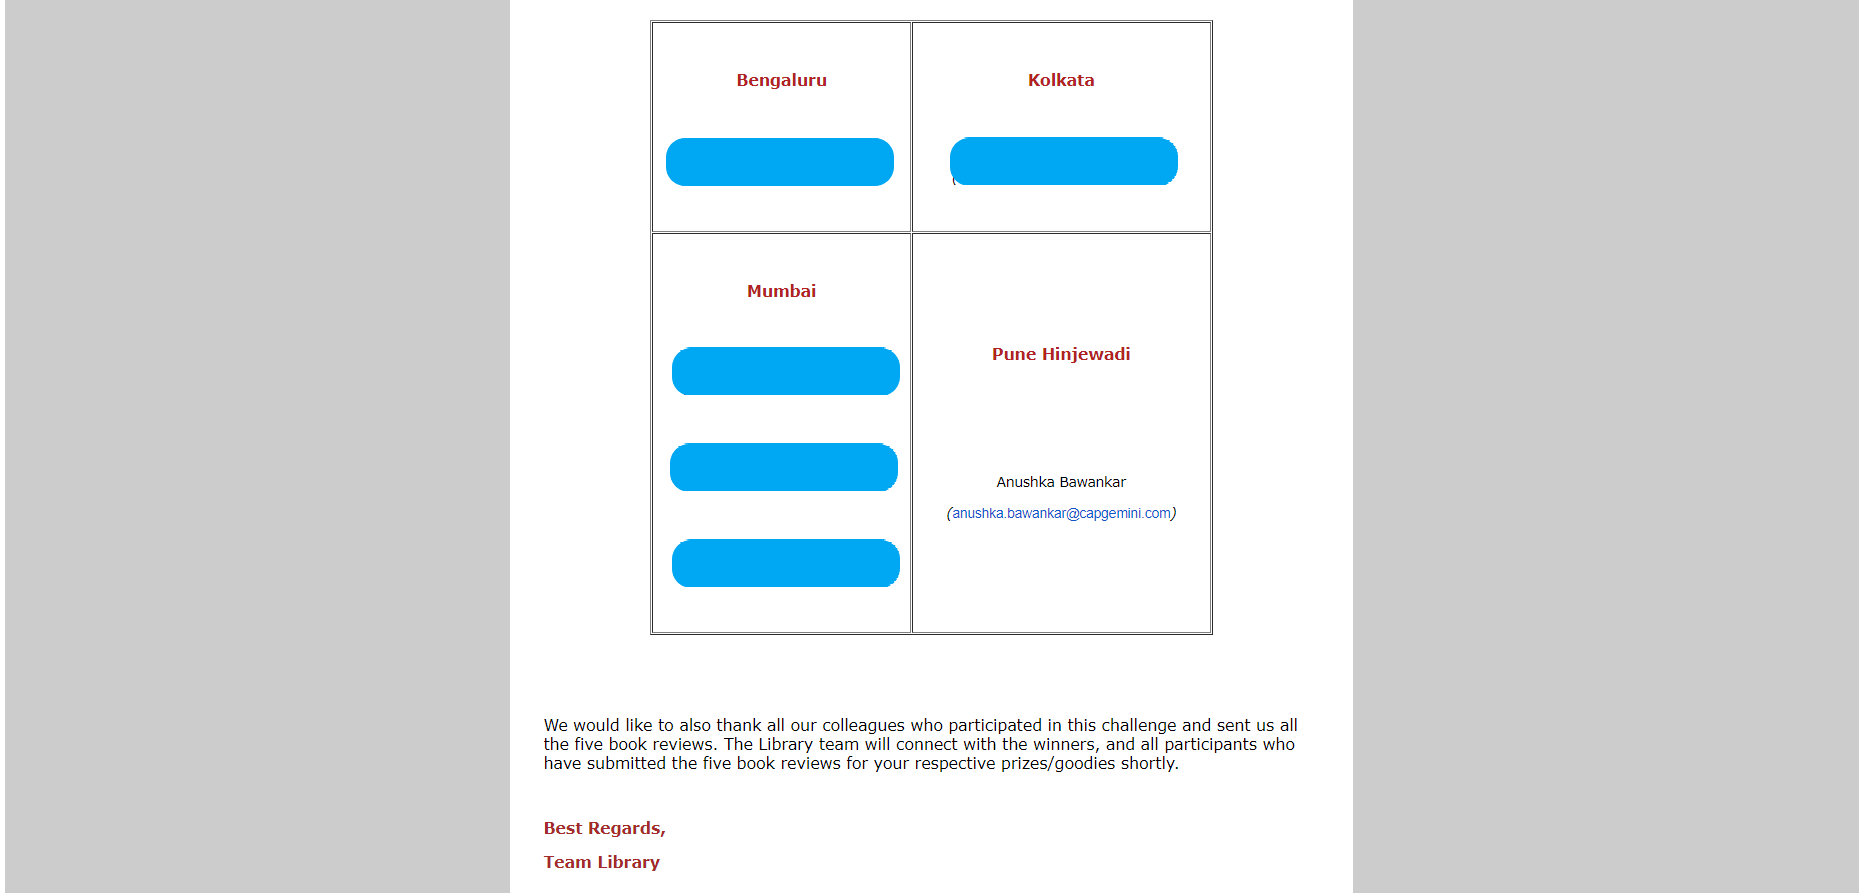 Bengaluru
Kolkata
(
Mumbai
Pune Hinjewadi
Anushka Bawankar
(anushka.bawankar@capgemini.com)
We would like to also thank all our colleagues who participated in this challenge and sent us all
the five book reviews. The Library team will connect with the winners, and all participants who
have submitted the five book reviews for your respective prizes/goodies shortly.
Best Regards,
Team Library